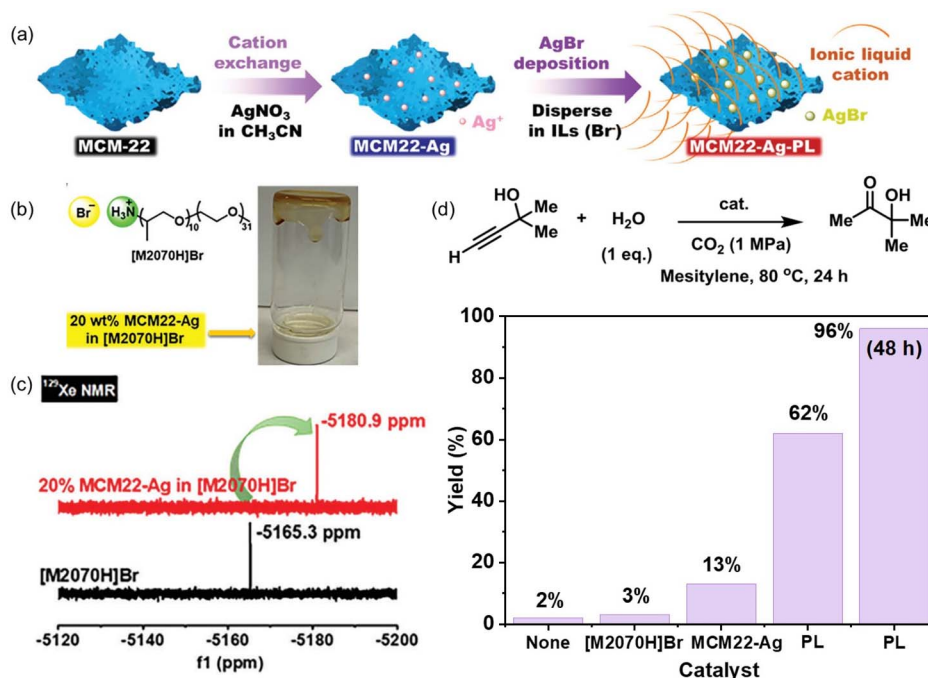 (a)
Cation
exchange
AgNO3
in CH3CN
MCM-22
Ag+
MCM22-Ag
AgBr
deposition
Disperse
in ILs (Br-)
Ionic liquid
cation
AgBr
MCM22-Ag-PL
(b)
Br− H3N+ O 10 O 31
[M2070H]Br
20 wt% MCM22-Ag
in [M2070H]Br
(c)
129Xe NMR
-5180.9 ppm
20% MCM22-Ag in [M2070H]Br
-5165.3 ppm
[M2070H]Br
-5120 -5140 -5160 -5180 -5200
f1 (ppm)
(d)
HO Me Me H + H2O
(1 eq.)
cat.
CO2 (1 MPa)
Mesitylene, 80 °C, 24 h
O OH Me Me Me
Yield (%)
100
80
60
40
20
0
2%
3%
13%
62%
96%
(48 h)
None [M2070H]Br MCM22-Ag PL PL
Catalyst